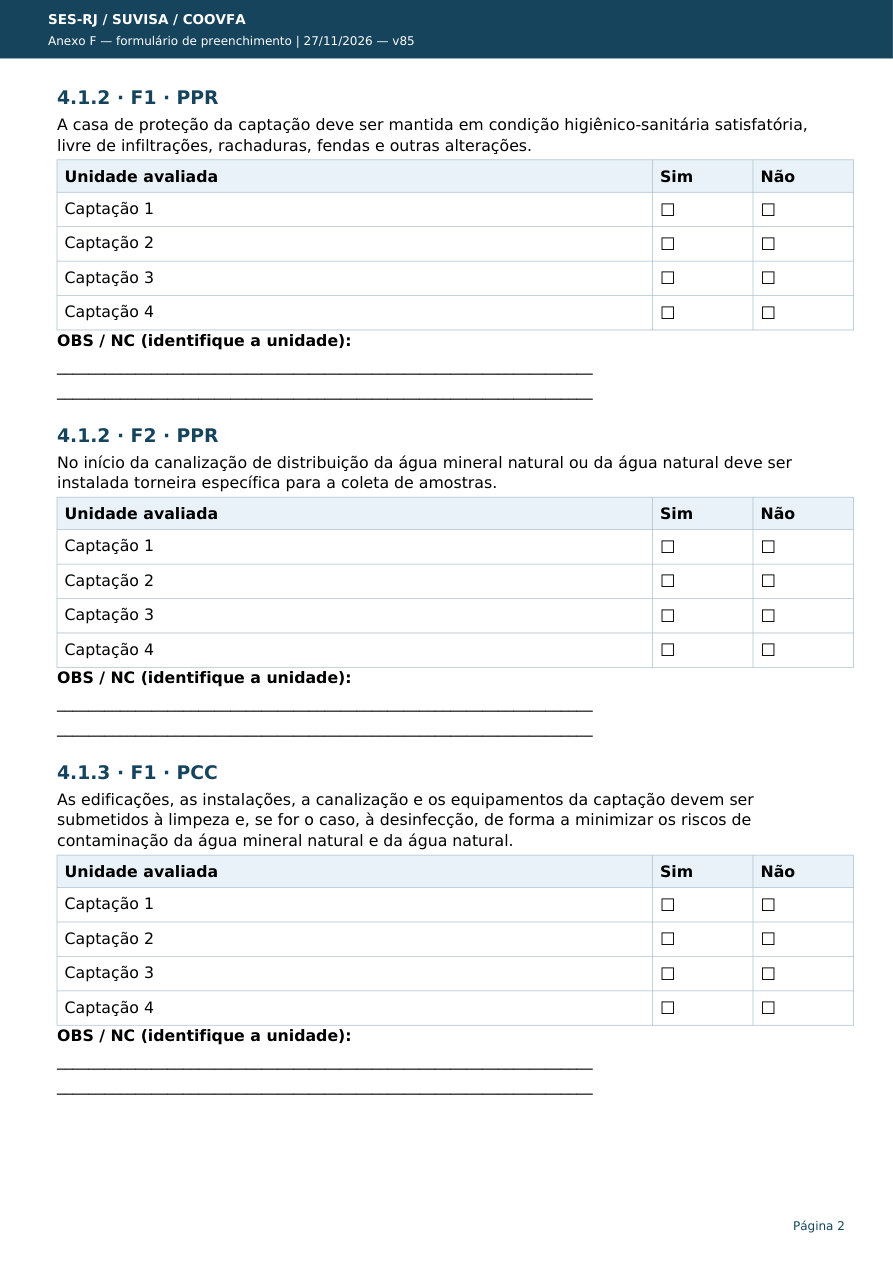 SES-RJ / SUVISA / COOVFA
Anexo F — formulário de preenchimento | 27/11/2026 — v85
4.1.2 · F1 · PPR
A casa de proteção da captação deve ser mantida em condição higiênico-sanitária satisfatória,
livre de infiltrações, rachaduras, fendas e outras alterações.
Unidade avaliada Sim Não
Captação 1 ☐ ☐
Captação 2 ☐ ☐
Captação 3 ☐ ☐
Captação 4 ☐ ☐
OBS / NC (identifique a unidade):
____________________________________________________________________
____________________________________________________________________
4.1.2 · F2 · PPR
No início da canalização de distribuição da água mineral natural ou da água natural deve ser
instalada torneira específica para a coleta de amostras.
Unidade avaliada Sim Não
Captação 1 ☐ ☐
Captação 2 ☐ ☐
Captação 3 ☐ ☐
Captação 4 ☐ ☐
OBS / NC (identifique a unidade):
____________________________________________________________________
____________________________________________________________________
4.1.3 · F1 · PCC
As edificações, as instalações, a canalização e os equipamentos da captação devem ser
submetidos à limpeza e, se for o caso, à desinfecção, de forma a minimizar os riscos de
contaminação da água mineral natural e da água natural.
Unidade avaliada Sim Não
Captação 1 ☐ ☐
Captação 2 ☐ ☐
Captação 3 ☐ ☐
Captação 4 ☐ ☐
OBS / NC (identifique a unidade):
____________________________________________________________________
____________________________________________________________________
Página 2